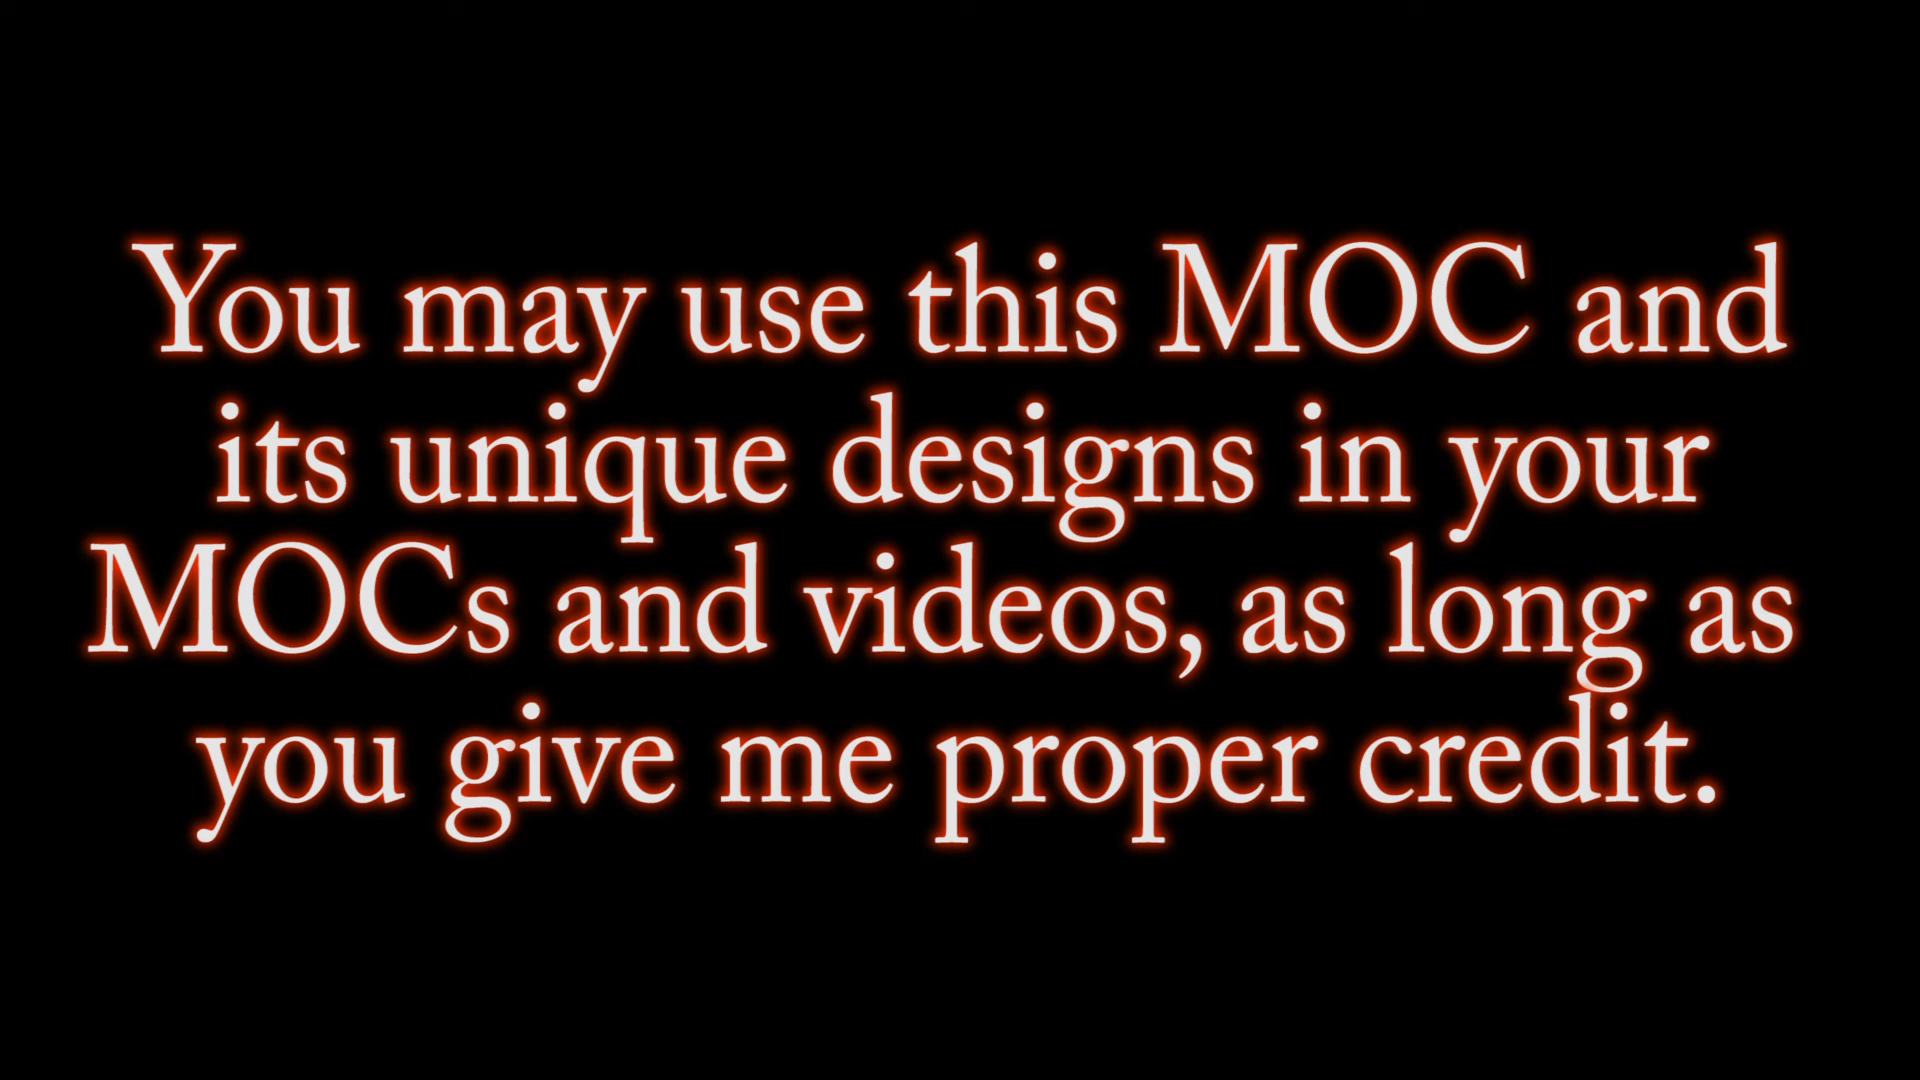 You may use this MOC and
its unique designs in your
MOCs and videos, as long as
you give me proper credit.